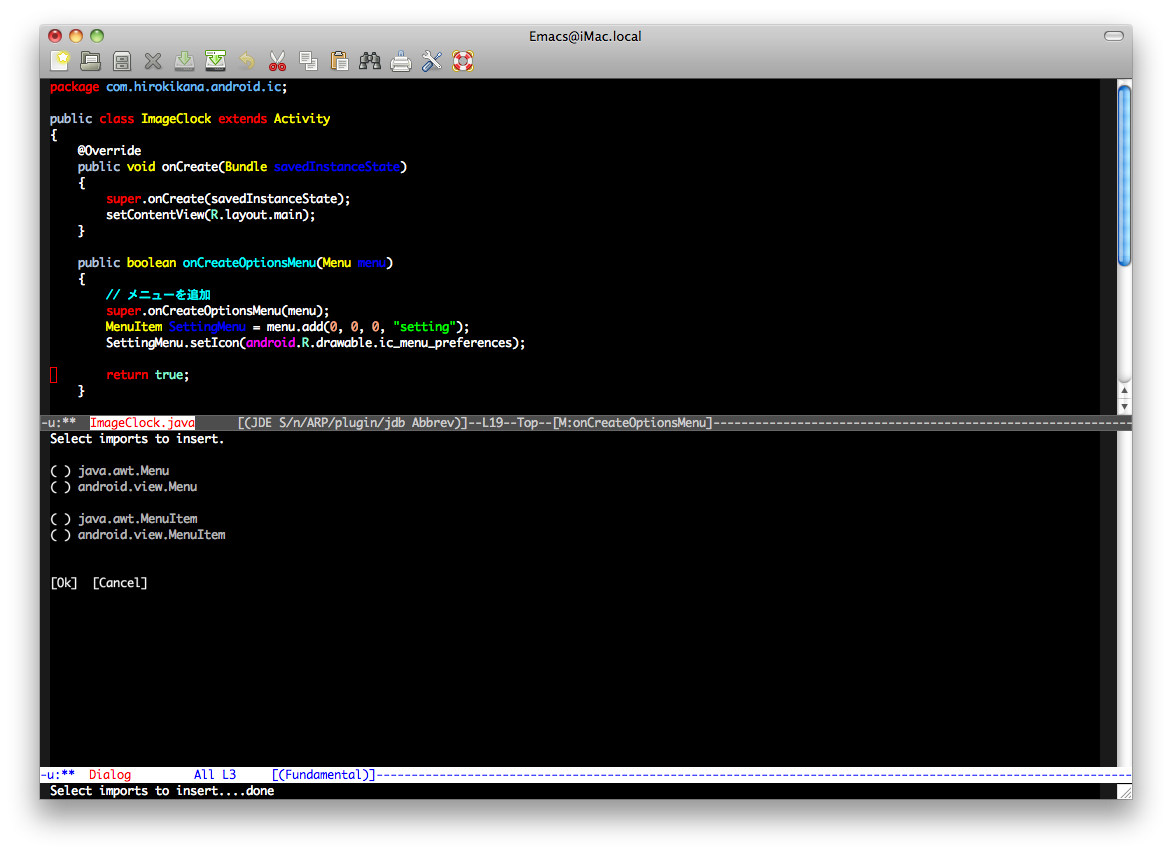 Emacs@iMac.local
package com.hirokikana.android.ic;
public class ImageClock extends Activity
{
@Override
public void onCreate(Bundle savedInstanceState)
{
super.onCreate(savedInstanceState);
setContentView(R.layout.main);
}
public boolean onCreateOptionsMenu(Menu menu)
{
// メニューを追加
super.onCreateOptionsMenu(menu);
MenuItem SettingMenu = menu.add(0, 0, 0, "setting");
SettingMenu.setIcon(android.R.drawable.ic_menu_preferences);
return true;
}
-u:** ImageClock.java [(JDE S/n/ARP/plugin/jdb Abbrev)]--L19--Top--[M:onCreateOptionsMenu]------------------------------------------------------------
Select imports to insert.
( ) java.awt.Menu
( ) android.view.Menu
( ) java.awt.MenuItem
( ) android.view.MenuItem
[Ok] [Cancel]
-u:** Dialog All L3 [(Fundamental)]------------------------------------------------------------------------------------------------------------
Select imports to insert....done